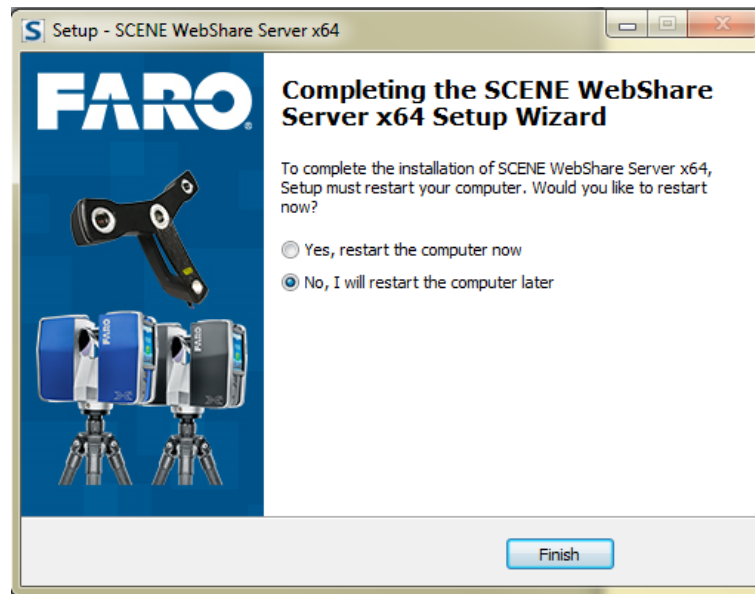 Setup - SCENE WebShare Server x64
FARO
Completing the SCENE WebShare
Server x64 Setup Wizard
To complete the installation of SCENE WebShare Server x64,
Setup must restart your computer. Would you like to restart
now?
Yes, restart the computer now
No, I will restart the computer later
FARO
FARO
Finish